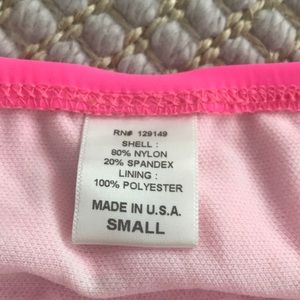 RN# 129149
SHELL :
80% NYLON
20% SPANDEX
LINING :
100% POLYESTER
MADE IN U.S.A.
SMALL